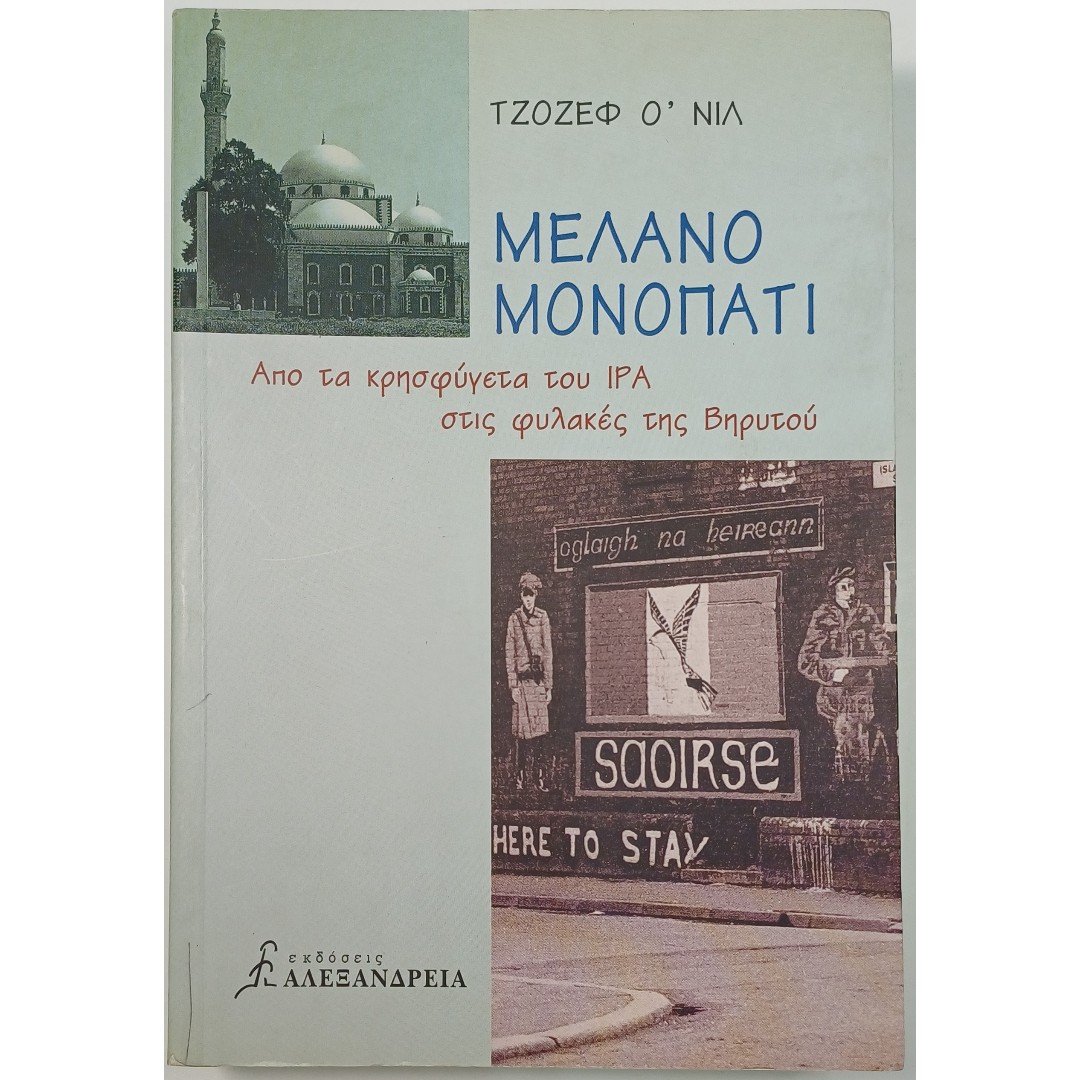 ΤΖΟΖΕΦ Ο' ΝΙΛ
ΜΕΛΑΝΟ
ΜΟΝΟΠΑΤΙ
Απο τα κρησφύγετα του ΙΡΑ
στις φυλακές της Βηρυτού
oglaigh na heireann
saoirse
HERE TO STAY
εκδόσεις
ΑΛΕΞΑΝΔΡΕΙΑ